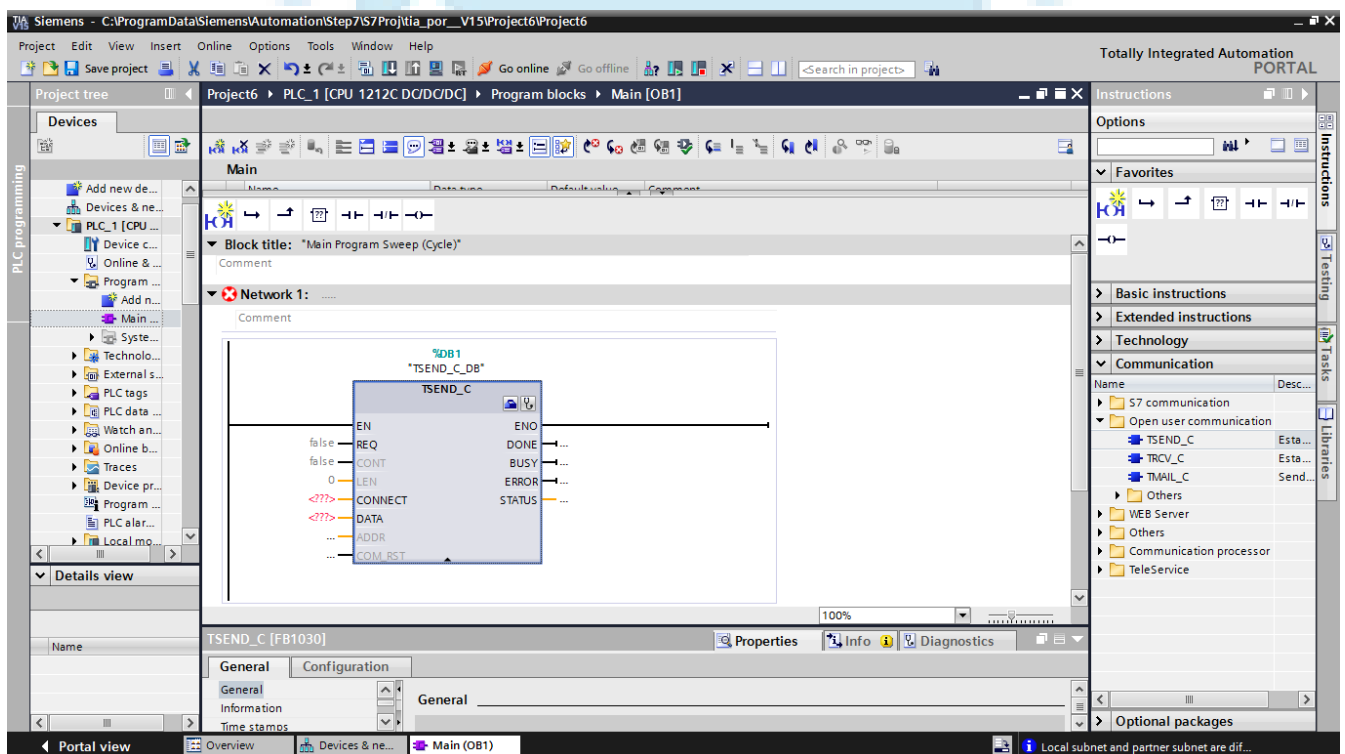 Siemens - C:\ProgramData\Siemens\Automation\Step7\S7Proj\tia_por__V15\Project6\Project6
Project Edit View Insert Online Options Tools Window Help
Totally Integrated Automation
PORTAL
Save project Go online Go offline <Search in project>
Project tree
Project6 PLC_1 [CPU 1212C DC/DC/DC] Program blocks Main [OB1]
Instructions
Devices
Options
Main
Name Data type Default value Comment
Favorites
Add new de...
Devices & ne...
PLC_1 [CPU ...
Device c...
Online & ...
Program ...
Add n...
Main ...
Syste...
Technolo...
External s...
PLC tags
PLC data ...
Watch an...
Online b...
Traces
Device pr...
Program ...
PLC alar...
Local mo...
Details view
Name
PLC programming
Block title: "Main Program Sweep (Cycle)"
Comment
Network 1: .....
Comment
%DB1
"TSEND_C_DB"
TSEND_C
EN ENO
false REQ DONE ...
false CONT BUSY ...
0 LEN ERROR ...
<???> CONNECT STATUS ...
<???> DATA
... ADDR
... COM_RST
100%
TSEND_C [FB1030]
Properties Info Diagnostics
General Configuration
General
Information
Time stamps
General
Basic instructions
Extended instructions
Technology
Communication
Name Desc...
S7 communication
Open user communication
TSEND_C Esta...
TRCV_C Esta...
TMAIL_C Send...
Others
WEB Server
Others
Communication processor
TeleService
Optional packages
Instructions
Testing
Tasks
Libraries
Portal view Overview Devices & ne... Main (OB1) Local subnet and partner subnet are dif...